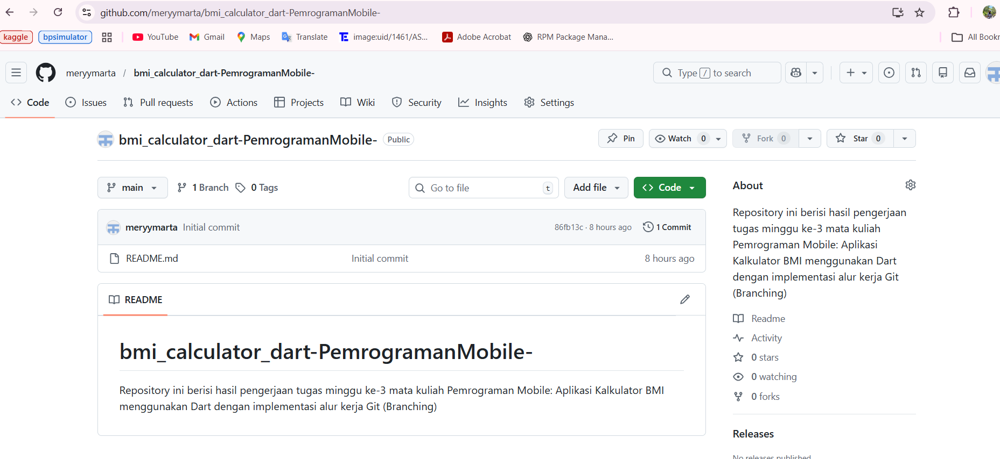 github.com/meryymarta/bmi_calculator_dart-PemrogramanMobile-
kaggle bpsimulator YouTube Gmail Maps Translate image:uid/1461/AS... Adobe Acrobat RPM Package Mana... All Bookr
meryymarta / bmi_calculator_dart-PemrogramanMobile- Type / to search
Code Issues Pull requests Actions Projects Wiki Security Insights Settings
bmi_calculator_dart-PemrogramanMobile- Public Pin Watch 0 Fork 0 Star 0
main 1 Branch 0 Tags Go to file t Add file Code
meryymarta Initial commit 86fb13c · 8 hours ago 1 Commit
README.md Initial commit 8 hours ago
README
bmi_calculator_dart-PemrogramanMobile-
Repository ini berisi hasil pengerjaan tugas minggu ke-3 mata kuliah Pemrograman Mobile: Aplikasi Kalkulator BMI
menggunakan Dart dengan implementasi alur kerja Git (Branching)
About
Repository ini berisi hasil pengerjaan
tugas minggu ke-3 mata kuliah
Pemrograman Mobile: Aplikasi
Kalkulator BMI menggunakan Dart
dengan implementasi alur kerja Git
(Branching)
Readme
Activity
0 stars
0 watching
0 forks
Releases
No releases published